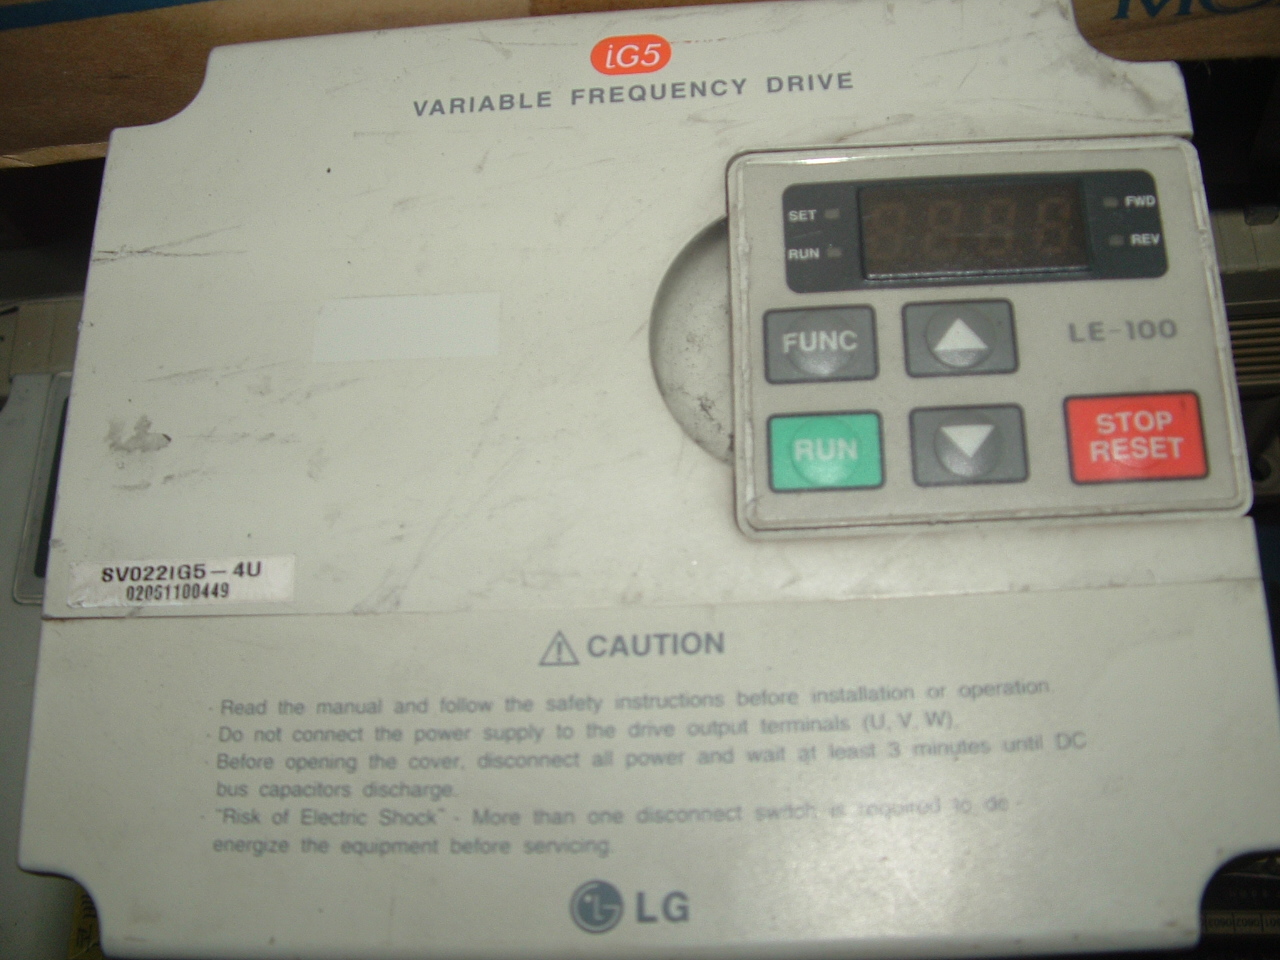 iG5
VARIABLE FREQUENCY DRIVE
SET
RUN
FWD
REV
FUNC
LE-100
RUN
STOP
RESET
SV022IG5-4U
02051100449
CAUTION
· Read the manual and follow the safety instructions before installation or operation.
· Do not connect the power supply to the drive output terminals (U, V, W).
· Before opening the cover, disconnect all power and wait at least 3 minutes until DC
bus capacitors discharge.
· "Risk of Electric Shock" - More than one disconnect switch is required to de -
energize the equipment before servicing.
LG